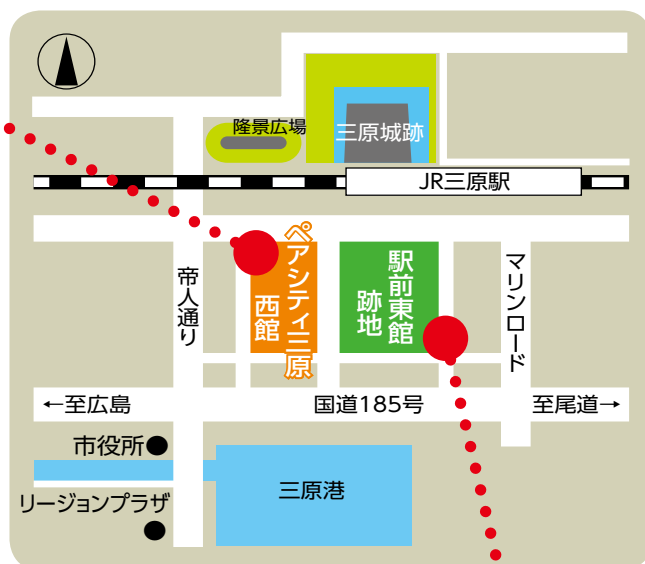 隆景広場
三原城跡
JR三原駅
帝人通り
ペアシティ三原
西館
駅前東館
跡地
マリンロード
←至広島
国道185号
至尾道→
市役所
三原港
リージョンプラザ